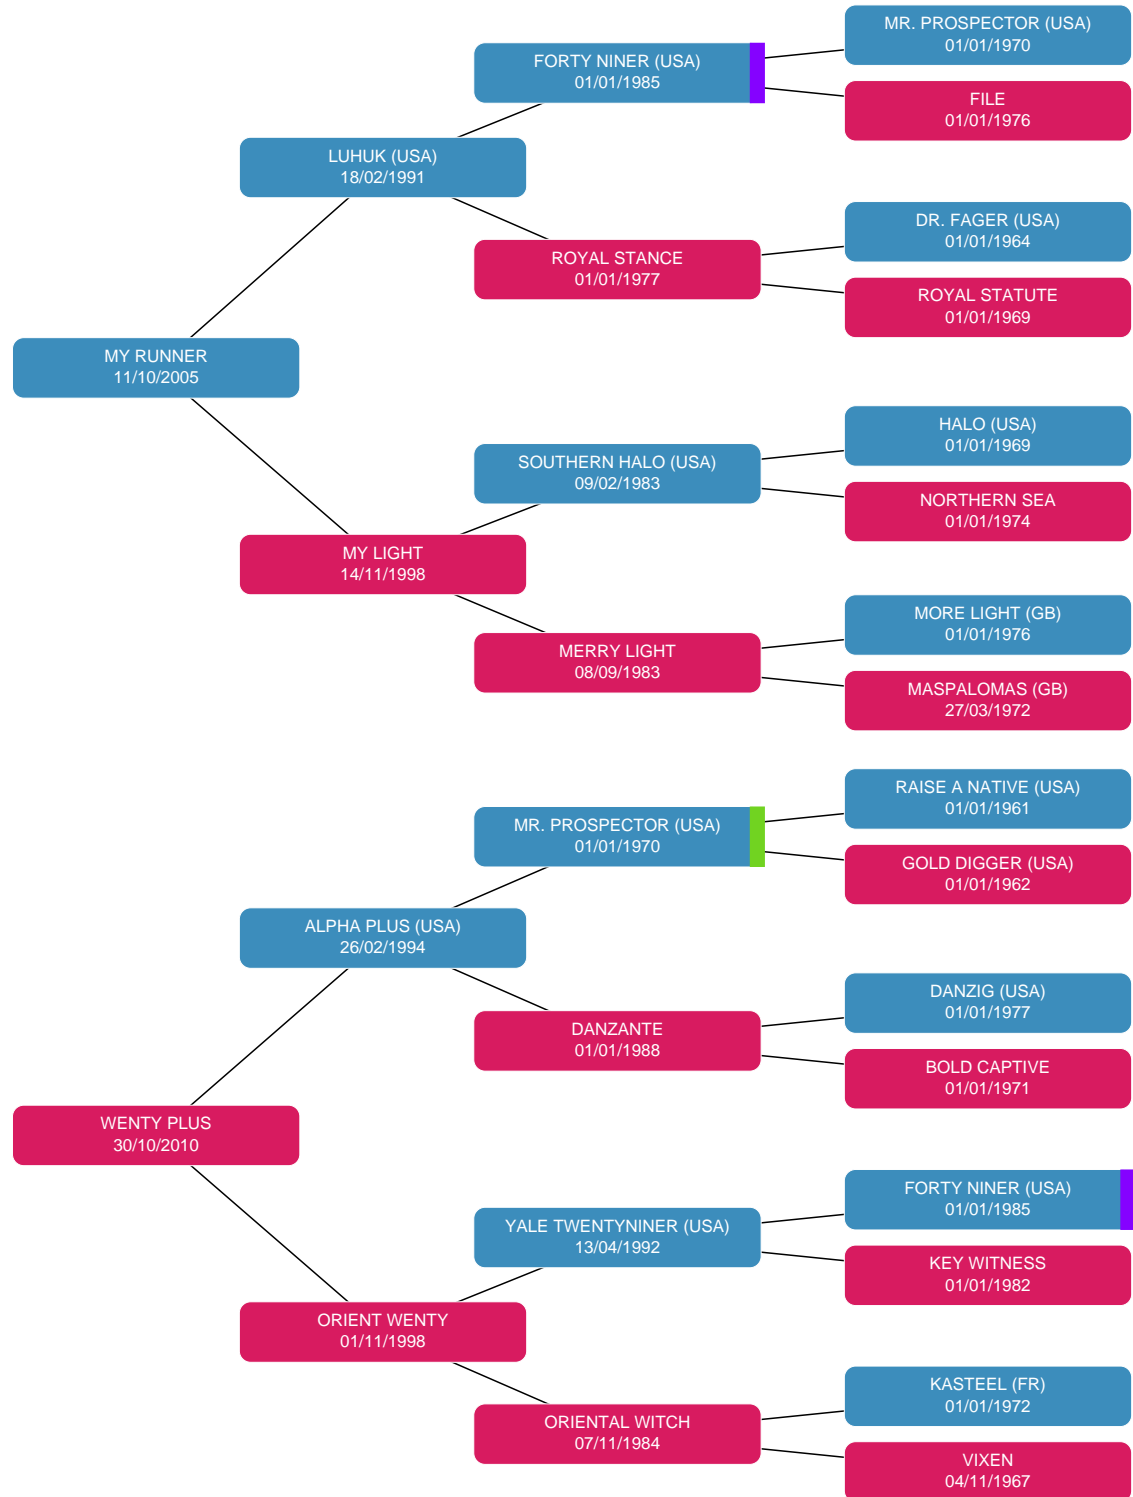 MR. PROSPECTOR (USA)
01/01/1970
FORTY NINER (USA)
01/01/1985
FILE
01/01/1976
LUHUK (USA)
18/02/1991
DR. FAGER (USA)
01/01/1964
ROYAL STANCE
01/01/1977
ROYAL STATUTE
01/01/1969
MY RUNNER
11/10/2005
HALO (USA)
01/01/1969
SOUTHERN HALO (USA)
09/02/1983
NORTHERN SEA
01/01/1974
MY LIGHT
14/11/1998
MORE LIGHT (GB)
01/01/1976
MERRY LIGHT
08/09/1983
MASPALOMAS (GB)
27/03/1972
RAISE A NATIVE (USA)
01/01/1961
MR. PROSPECTOR (USA)
01/01/1970
GOLD DIGGER (USA)
01/01/1962
ALPHA PLUS (USA)
26/02/1994
DANZIG (USA)
01/01/1977
DANZANTE
01/01/1988
BOLD CAPTIVE
01/01/1971
WENTY PLUS
30/10/2010
FORTY NINER (USA)
01/01/1985
YALE TWENTYNINER (USA)
13/04/1992
KEY WITNESS
01/01/1982
ORIENT WENTY
01/11/1998
KASTEEL (FR)
01/01/1972
ORIENTAL WITCH
07/11/1984
VIXEN
04/11/1967